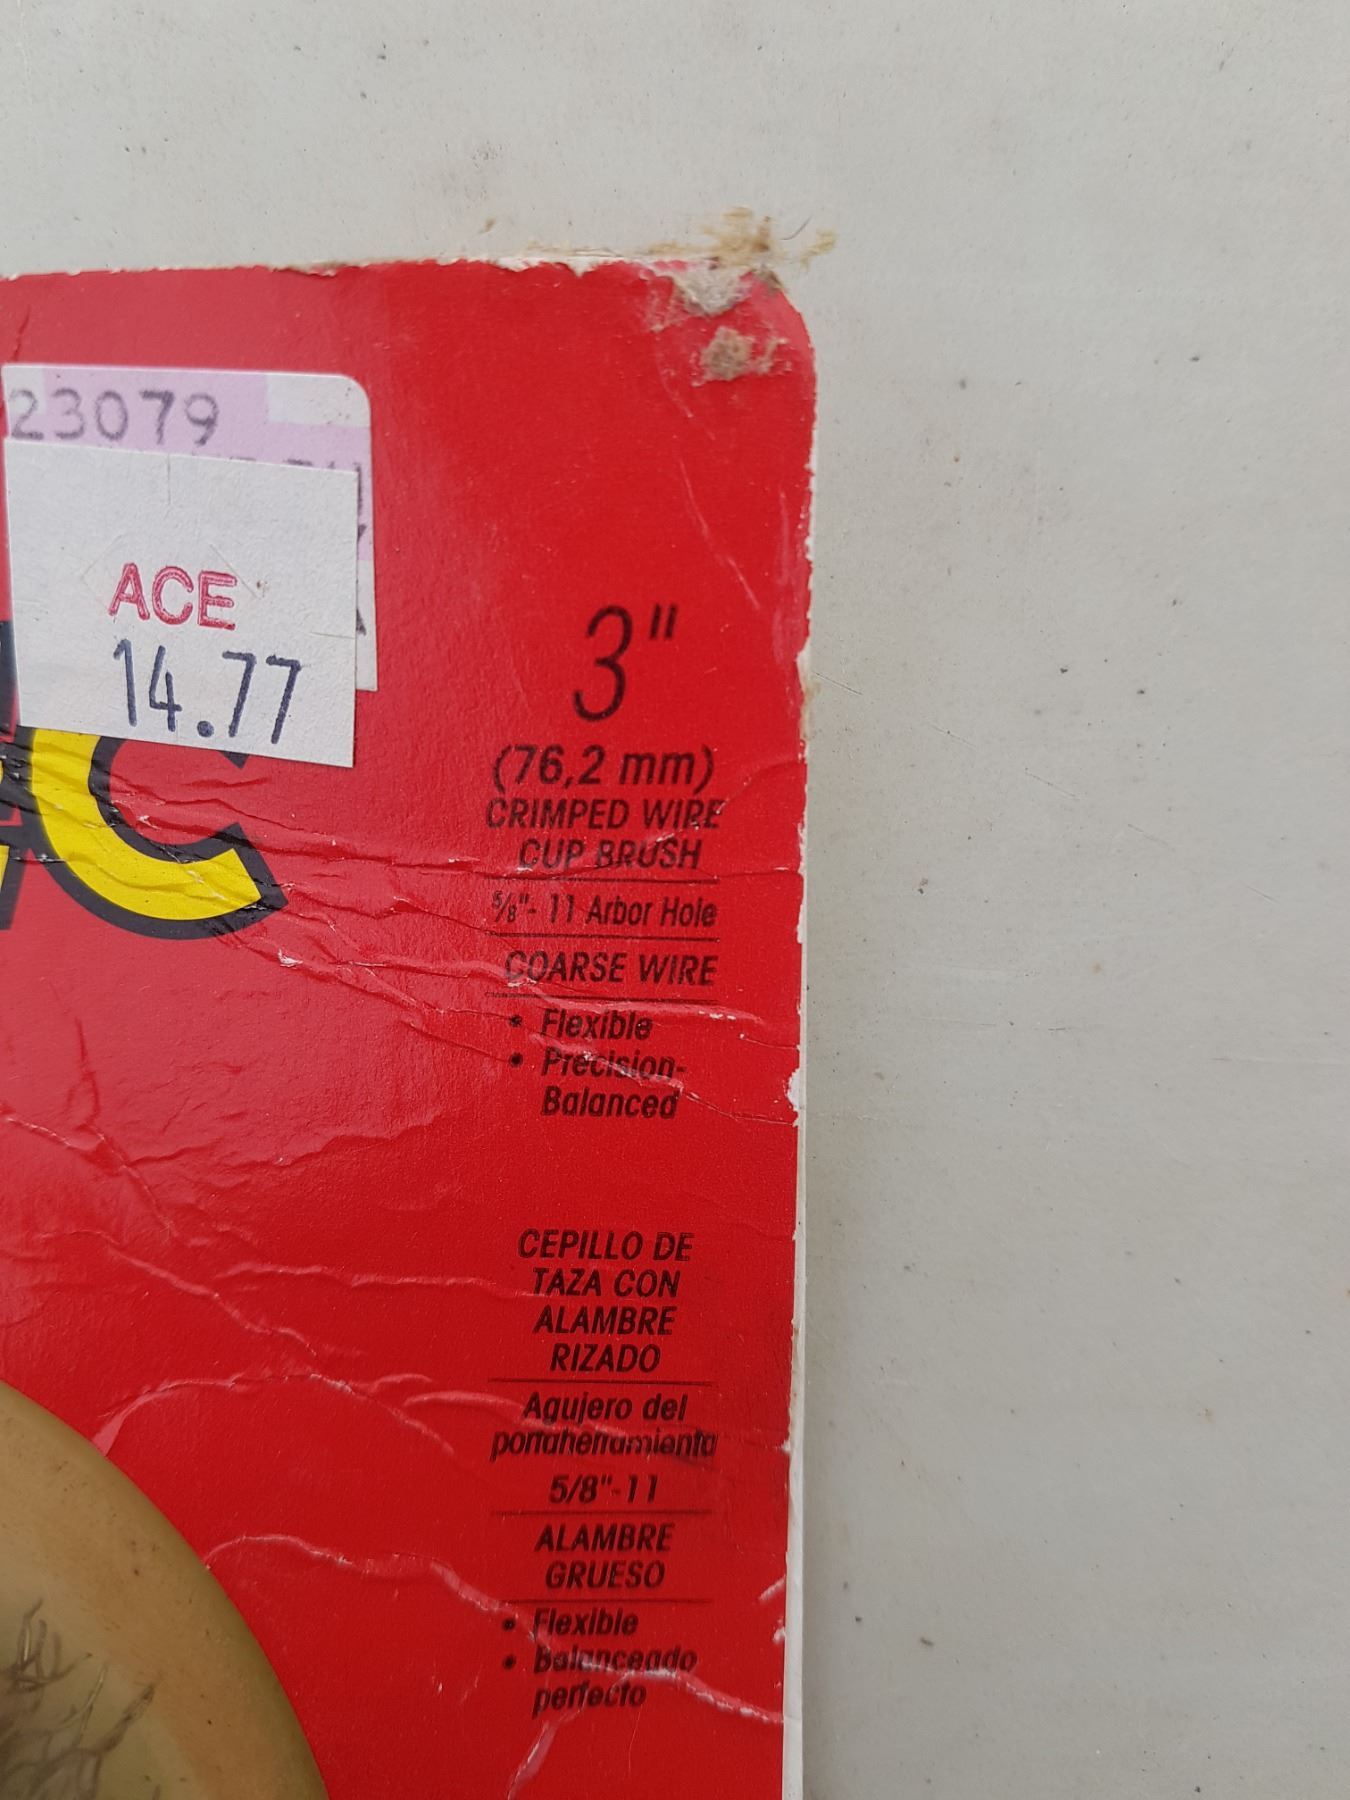 23079
ACE
14.77
C
3"
(76,2 mm)
CRIMPED WIRE
CUP BRUSH
5/8"- 11 Arbor Hole
COARSE WIRE
• Flexible
• Precision-
Balanced
CEPILLO DE
TAZA CON
ALAMBRE
RIZADO
Agujero del
portaherramienta
5/8"-11
ALAMBRE
GRUESO
• Flexible
• Balanceado
perfecto